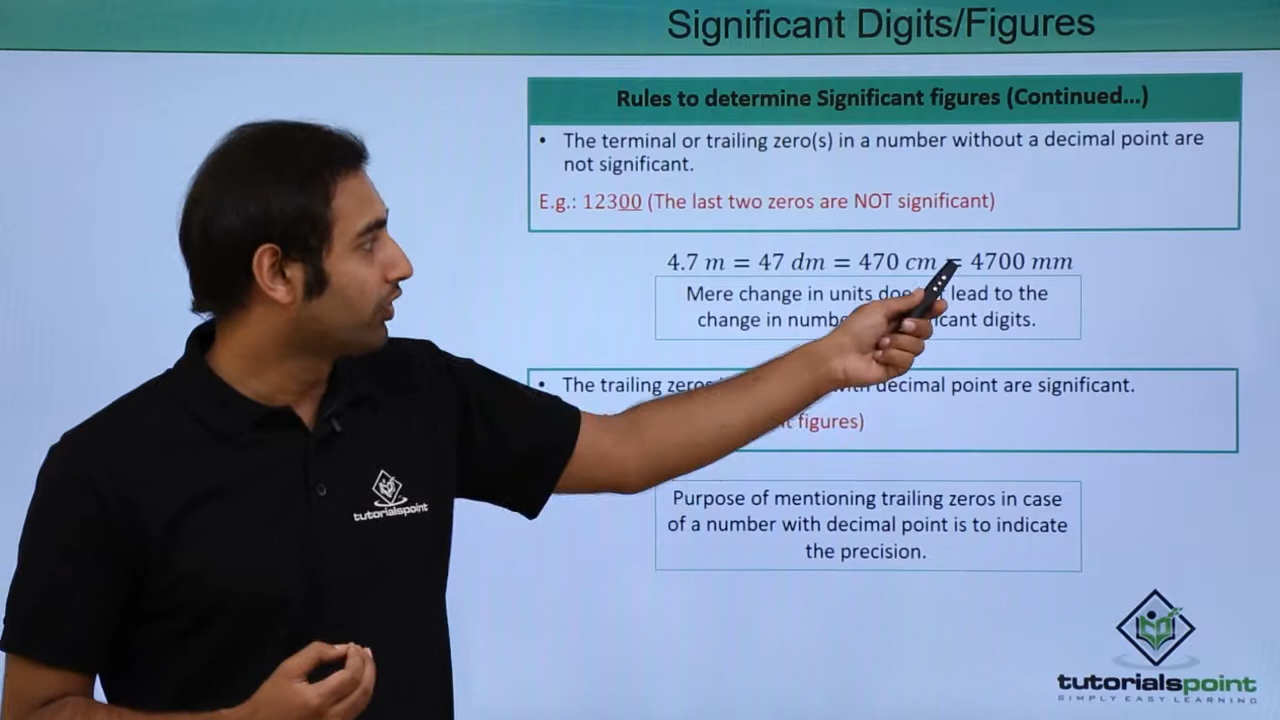 Significant Digits/Figures
Rules to determine Significant figures (Continued...)
• The terminal or trailing zero(s) in a number without a decimal point are
not significant.
E.g.: 12300 (The last two zeros are NOT significant)
4.7 m = 47 dm = 470 cm = 4700 mm
Mere change in units lead to the
change in digits.
• The trailing decimal point are significant.
figures)
Purpose of mentioning trailing zeros in case
of a number with decimal point is to indicate
the precision.
tutorialspoint
tutorialspoint
SIMPLY EASY LEARNING